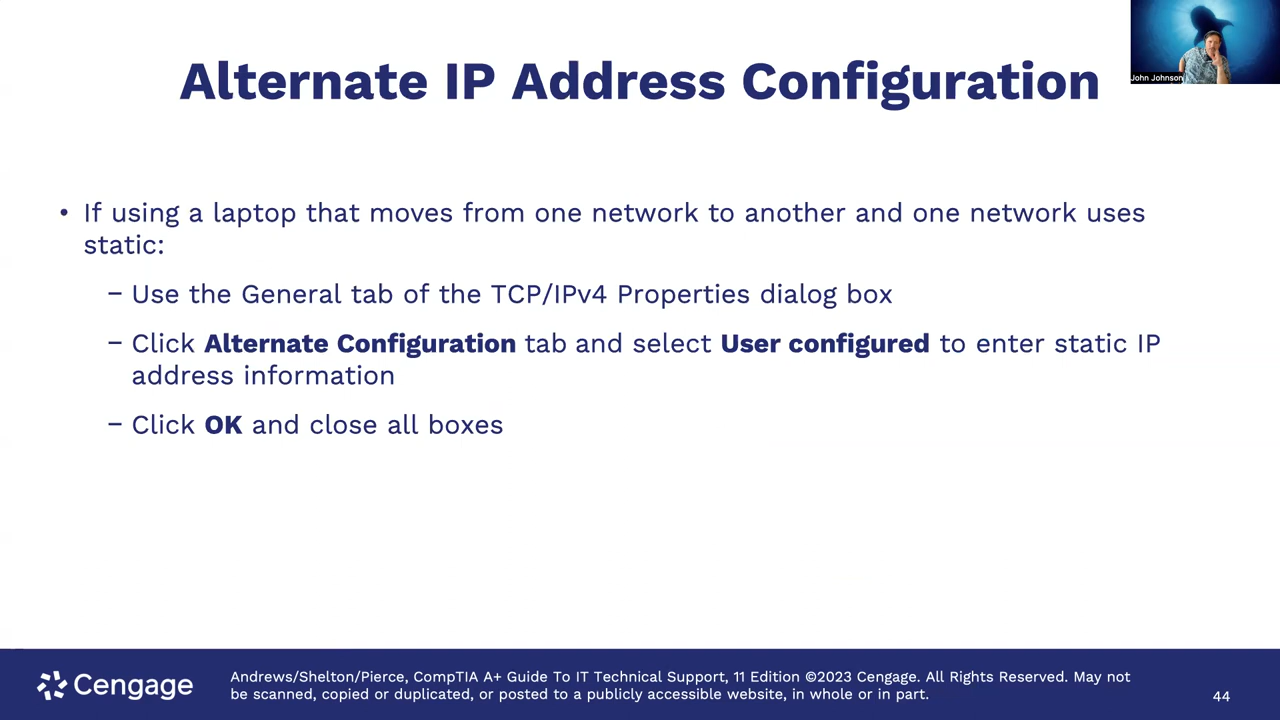 John Johnson
Alternate IP Address Configuration
• If using a laptop that moves from one network to another and one network uses
static:
– Use the General tab of the TCP/IPv4 Properties dialog box
– Click Alternate Configuration tab and select User configured to enter static IP
address information
– Click OK and close all boxes
Cengage
Andrews/Shelton/Pierce, CompTIA A+ Guide To IT Technical Support, 11 Edition ©2023 Cengage. All Rights Reserved. May not
be scanned, copied or duplicated, or posted to a publicly accessible website, in whole or in part.
44